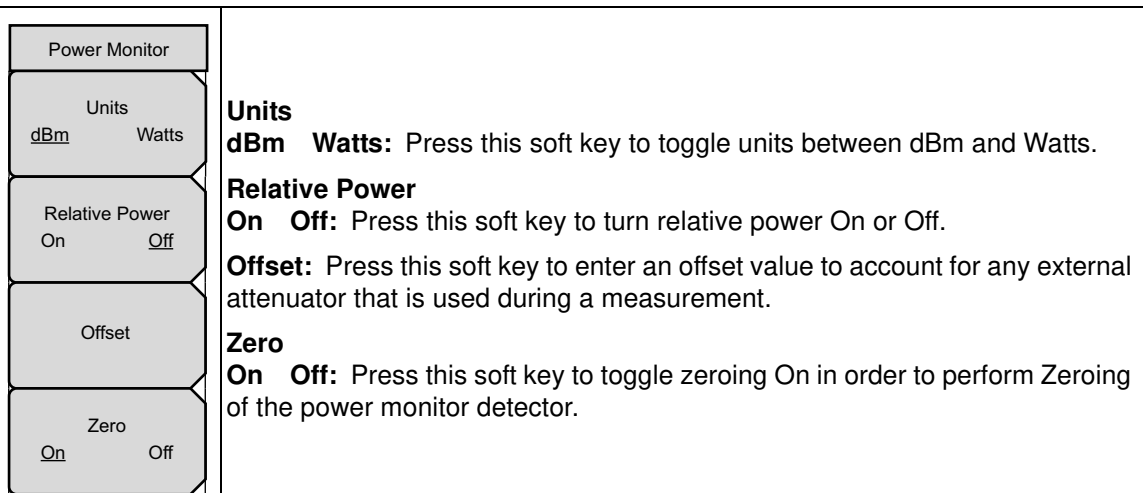 Power Monitor
Units
dBm Watts
Relative Power
On Off
Offset
Zero
On Off
Units
dBm Watts: Press this soft key to toggle units between dBm and Watts.
Relative Power
On Off: Press this soft key to turn relative power On or Off.
Offset: Press this soft key to enter an offset value to account for any external
attenuator that is used during a measurement.
Zero
On Off: Press this soft key to toggle zeroing On in order to perform Zeroing
of the power monitor detector.